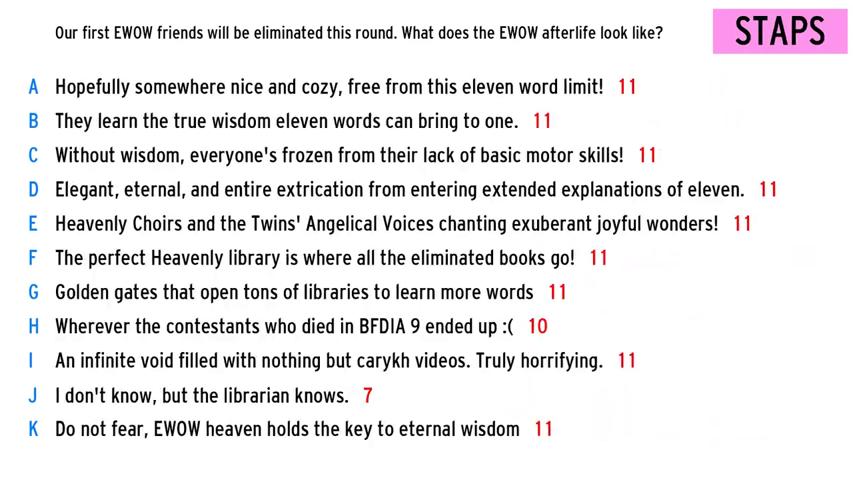 Our first EWOW friends will be eliminated this round. What does the EWOW afterlife look like?
STAPS
A Hopefully somewhere nice and cozy, free from this eleven word limit! 11
B They learn the true wisdom eleven words can bring to one. 11
C Without wisdom, everyone's frozen from their lack of basic motor skills! 11
D Elegant, eternal, and entire extrication from entering extended explanations of eleven. 11
E Heavenly Choirs and the Twins' Angelical Voices chanting exuberant joyful wonders! 11
F The perfect Heavenly library is where all the eliminated books go! 11
G Golden gates that open tons of libraries to learn more words 11
H Wherever the contestants who died in BFDIA 9 ended up :( 10
I An infinite void filled with nothing but carykh videos. Truly horrifying. 11
J I don't know, but the librarian knows. 7
K Do not fear, EWOW heaven holds the key to eternal wisdom 11